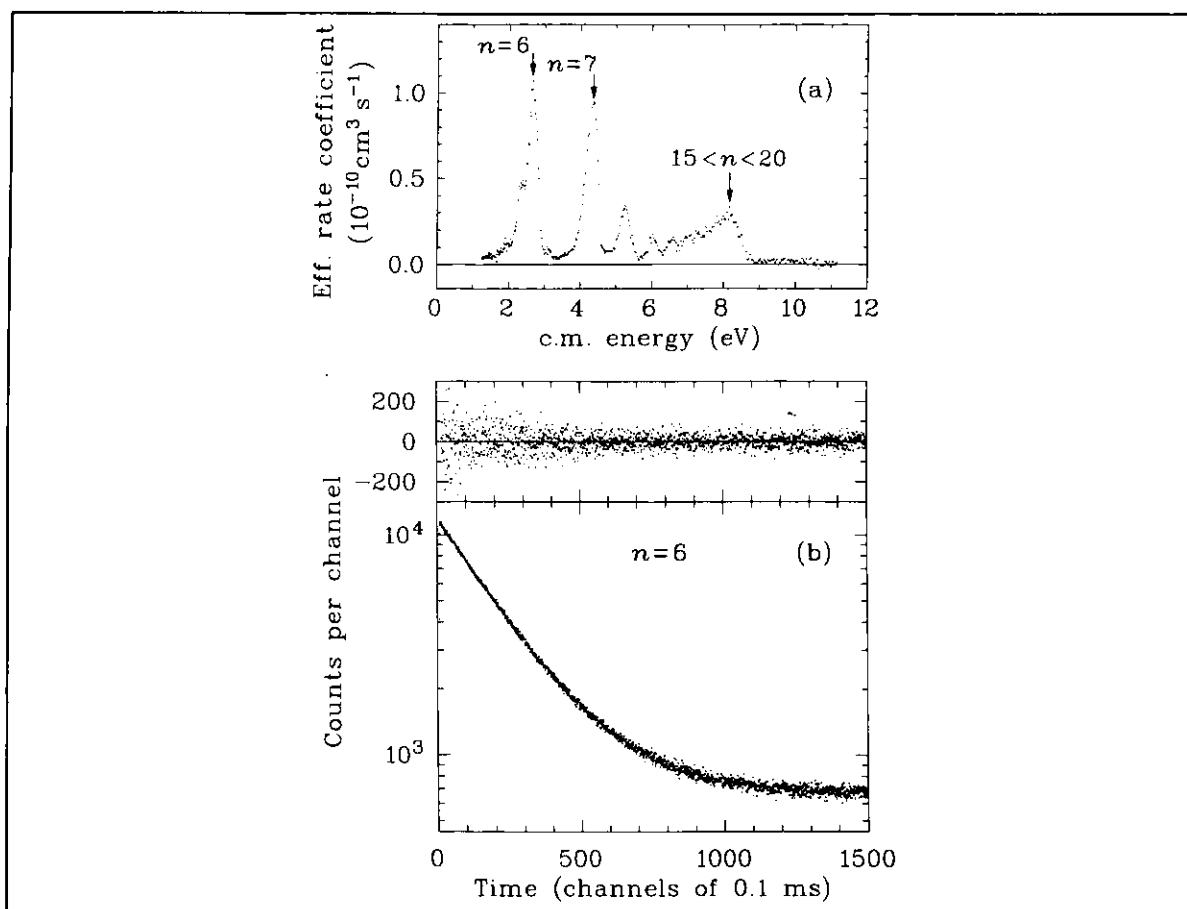 Eff. rate coefficient
(10⁻¹⁰cm³ s⁻¹)
1.0
0.5
0.0
n=6
n=7
(a)
15<n<20
0 2 4 6 8 10 12
c.m. energy (eV)
200
0
−200
Counts per channel
10⁴
10³
n=6
(b)
0 500 1000 1500
Time (channels of 0.1 ms)